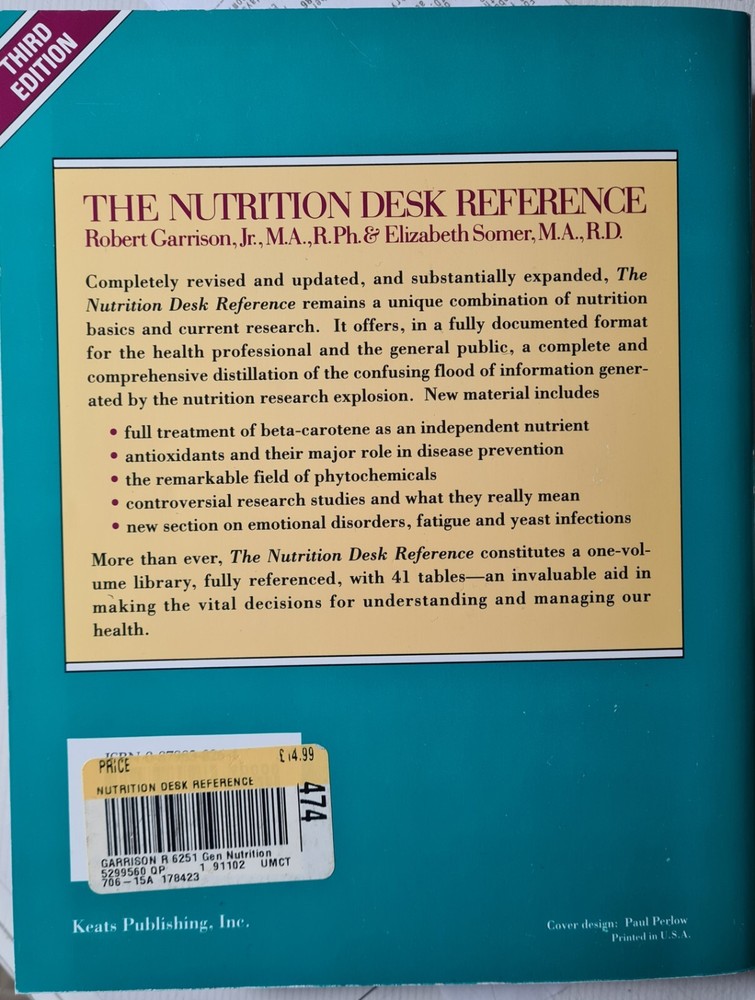 THIRD
EDITION
THE NUTRITION DESK REFERENCE
Robert Garrison, Jr., M.A., R.Ph. & Elizabeth Somer, M.A., R.D.
Completely revised and updated, and substantially expanded, The
Nutrition Desk Reference remains a unique combination of nutrition
basics and current research. It offers, in a fully documented format
for the health professional and the general public, a complete and
comprehensive distillation of the confusing flood of information gener-
ated by the nutrition research explosion. New material includes
• full treatment of beta-carotene as an independent nutrient
• antioxidants and their major role in disease prevention
• the remarkable field of phytochemicals
• controversial research studies and what they really mean
• new section on emotional disorders, fatigue and yeast infections
More than ever, The Nutrition Desk Reference constitutes a one-vol-
ume library, fully referenced, with 41 tables—an invaluable aid in
making the vital decisions for understanding and managing our
health.
PRICE £14.99
NUTRITION DESK REFERENCE
474
GARRISON R 6251 Gen Nutrition
5299560 QP 1 91102 UMCT
706-15A 178423
Keats Publishing, Inc.
Cover design: Paul Perlow
Printed in U.S.A.